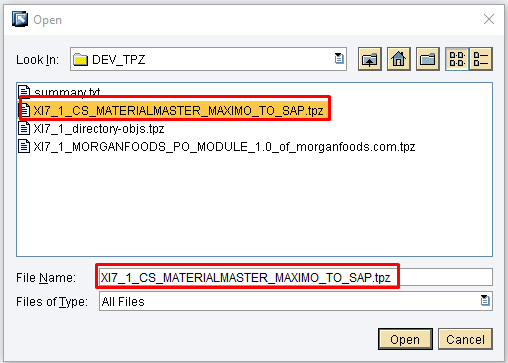 Open
Look In: DEV_TPZ
summary.txt
XI7_1_CS_MATERIALMASTER_MAXIMO_TO_SAP.tpz
XI7_1_directory-objs.tpz
XI7_1_MORGANFOODS_PO_MODULE_1.0_of_morganfoods.com.tpz
File Name: XI7_1_CS_MATERIALMASTER_MAXIMO_TO_SAP.tpz
Files of Type: All Files
Open Cancel